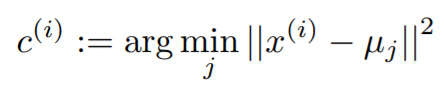 c^{(i)} := \arg\min_j ||x^{(i)} − μ_j||^2